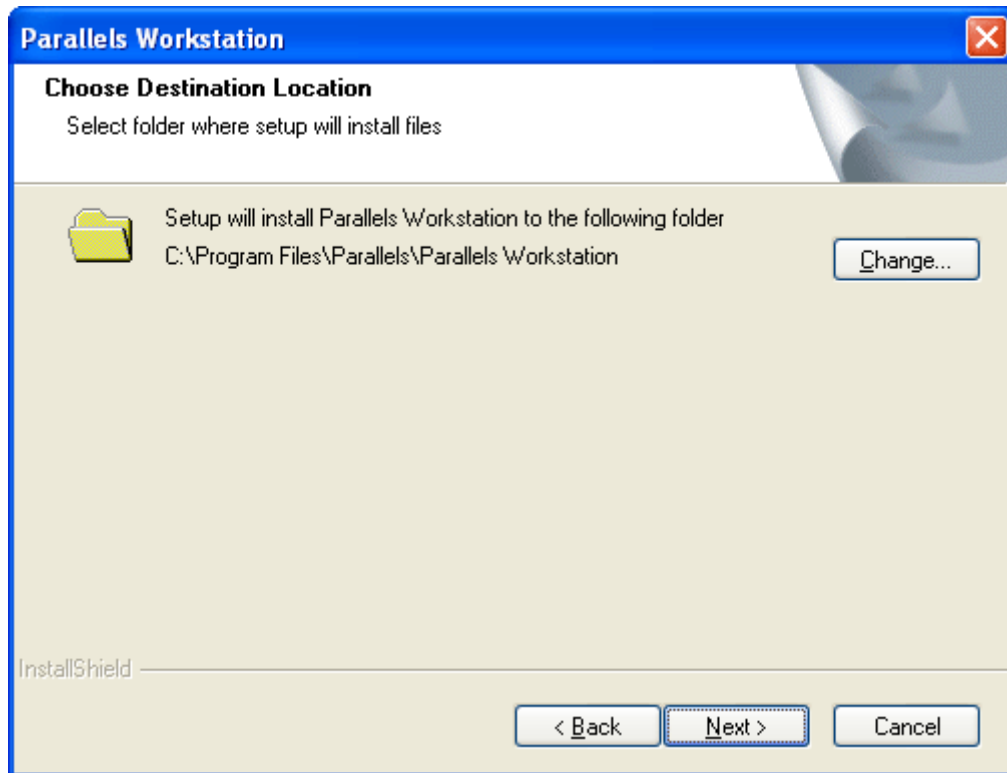 Parallels Workstation
Choose Destination Location
Select folder where setup will install files
Setup will install Parallels Workstation to the following folder
C:\Program Files\Parallels\Parallels Workstation
Change...
InstallShield
< Back
Next >
Cancel